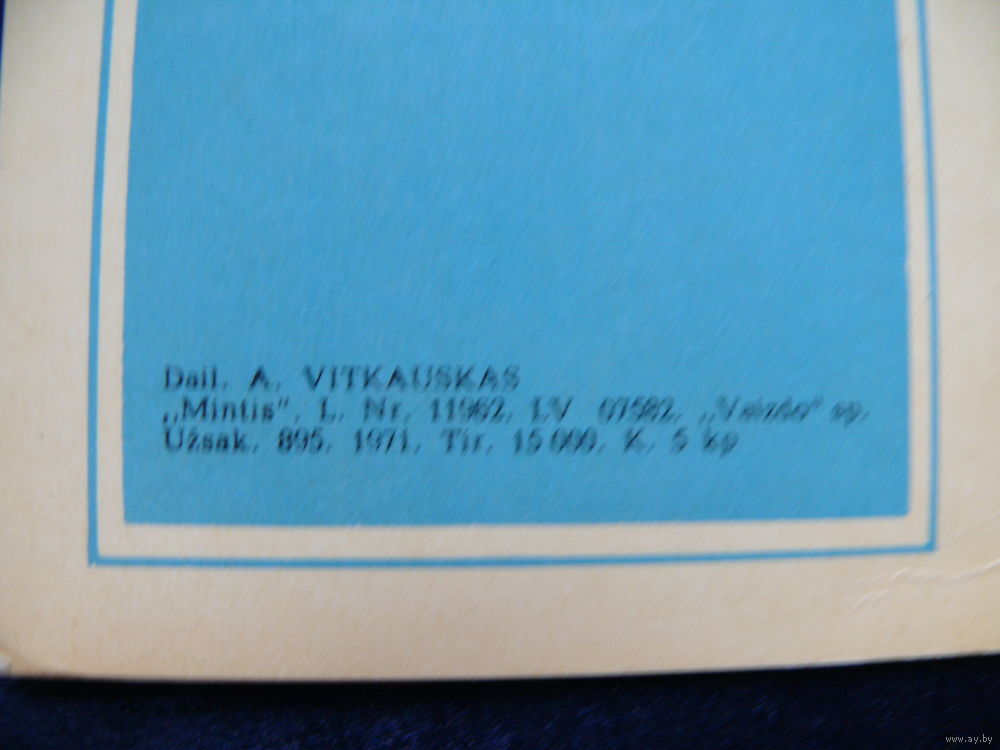 Dail. A. VITKAUSKAS
„Mintis", L. Nr. 11962. LV 07582. „Vaizdo" sp.
Užsak. 895. 1971. Tir. 15 000. K. 5 kp
www.ay.by